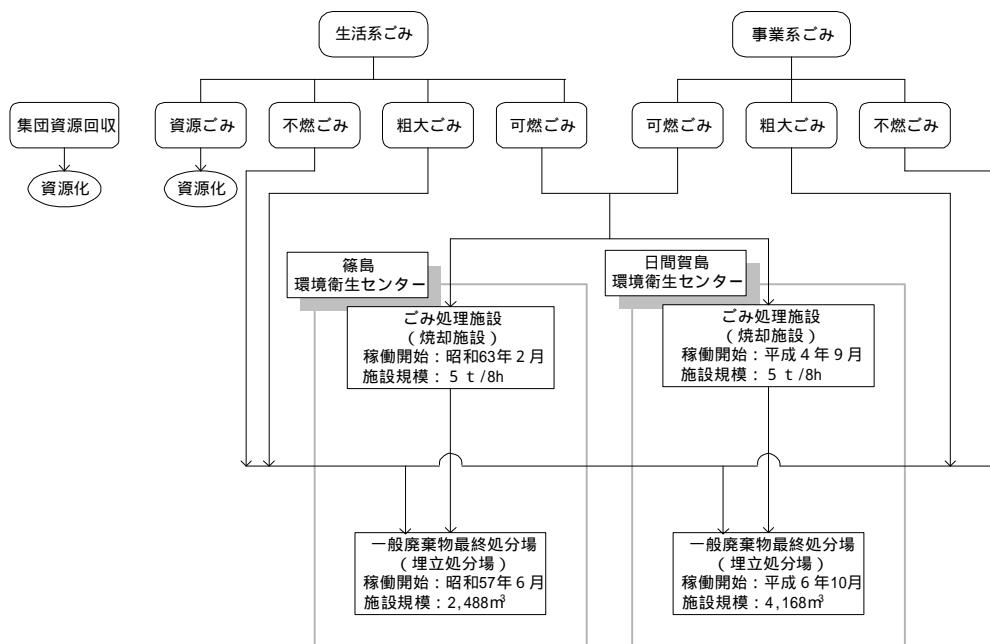 生活系ごみ
事業系ごみ
集団資源回収
資源ごみ
不燃ごみ
粗大ごみ
可燃ごみ
可燃ごみ
粗大ごみ
不燃ごみ
資源化
資源化
篠島
環境衛生センター
日間賀島
環境衛生センター
ごみ処理施設
（焼却施設）
稼働開始：昭和63年２月
施設規模：５ｔ/8h
ごみ処理施設
（焼却施設）
稼働開始：平成４年９月
施設規模：５ｔ/8h
一般廃棄物最終処分場
（埋立処分場）
稼働開始：昭和57年６月
施設規模：2,488m³
一般廃棄物最終処分場
（埋立処分場）
稼働開始：平成６年10月
施設規模：4,168m³